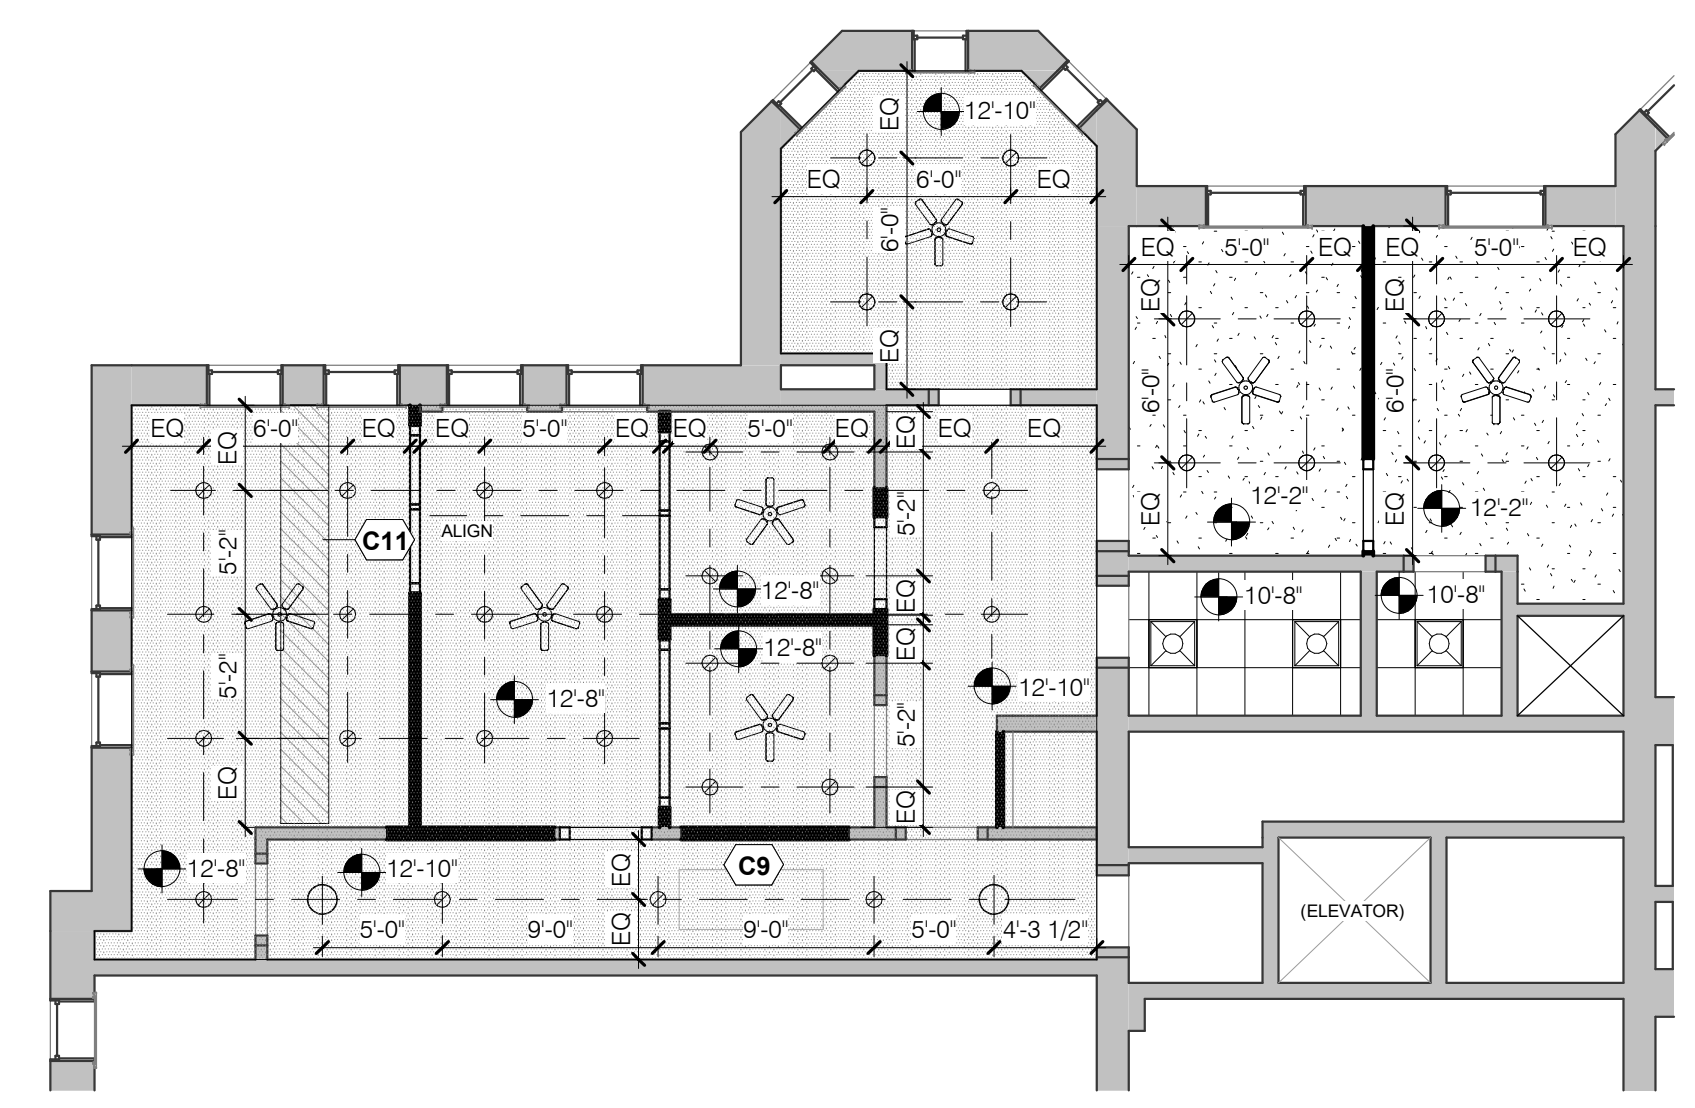 EQ
12'-10"
EQ
6'-0"
EQ
6'-0"
EQ
EQ
5'-0"
EQ
EQ
5'-0"
EQ
EQ
EQ
6'-0"
6'-0"
12'-2"
12'-2"
EQ
EQ
EQ
6'-0"
EQ
EQ
5'-0"
EQ
EQ
5'-0"
EQ
EQ
EQ
EQ
EQ
5'-2"
C11
ALIGN
5'-2"
12'-8"
EQ
10'-8"
10'-8"
5'-2"
12'-8"
EQ
12'-8"
12'-10"
5'-2"
EQ
EQ
12'-8"
12'-10"
EQ
C9
(ELEVATOR)
5'-0"
9'-0"
EQ
9'-0"
5'-0"
4'-3 1/2"